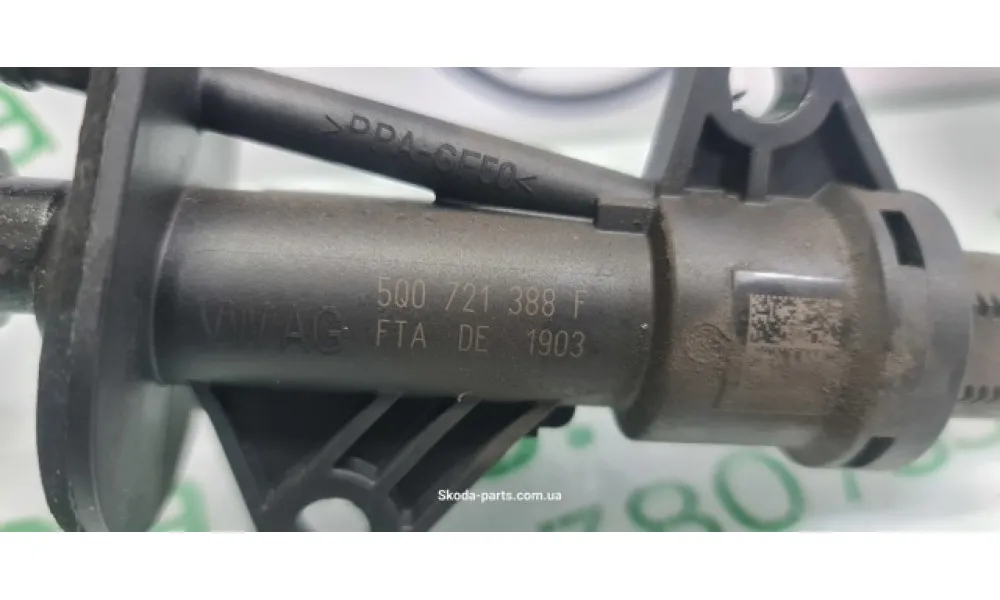 >PPA-GF50<
5Q0 721 388 F
VW AG
FTA DE 1903
Skoda-parts.com.ua